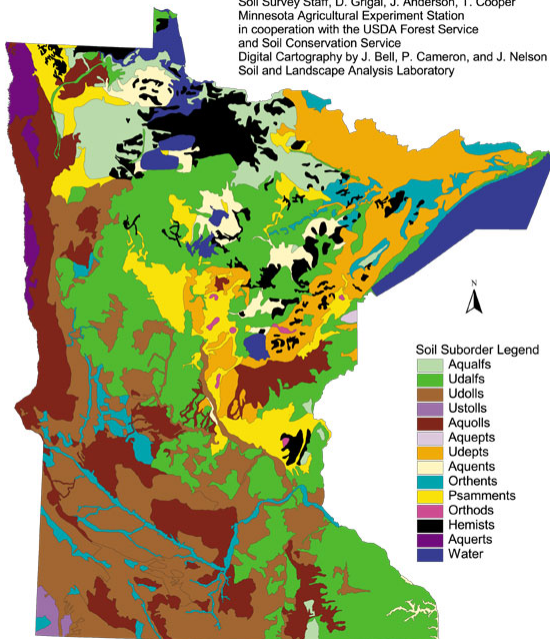 Soil Survey Staff, D. Grigal, J. Anderson, T. Cooper
Minnesota Agricultural Experiment Station
in cooperation with the USDA Forest Service
and Soil Conservation Service
Digital Cartography by J. Bell, P. Cameron, and J. Nelson
Soil and Landscape Analysis Laboratory
N
Soil Suborder Legend
Aqualfs
Udalfs
Udolls
Ustolls
Aquolls
Aquepts
Udepts
Aquents
Orthents
Psamments
Orthods
Hemists
Aquerts
Water